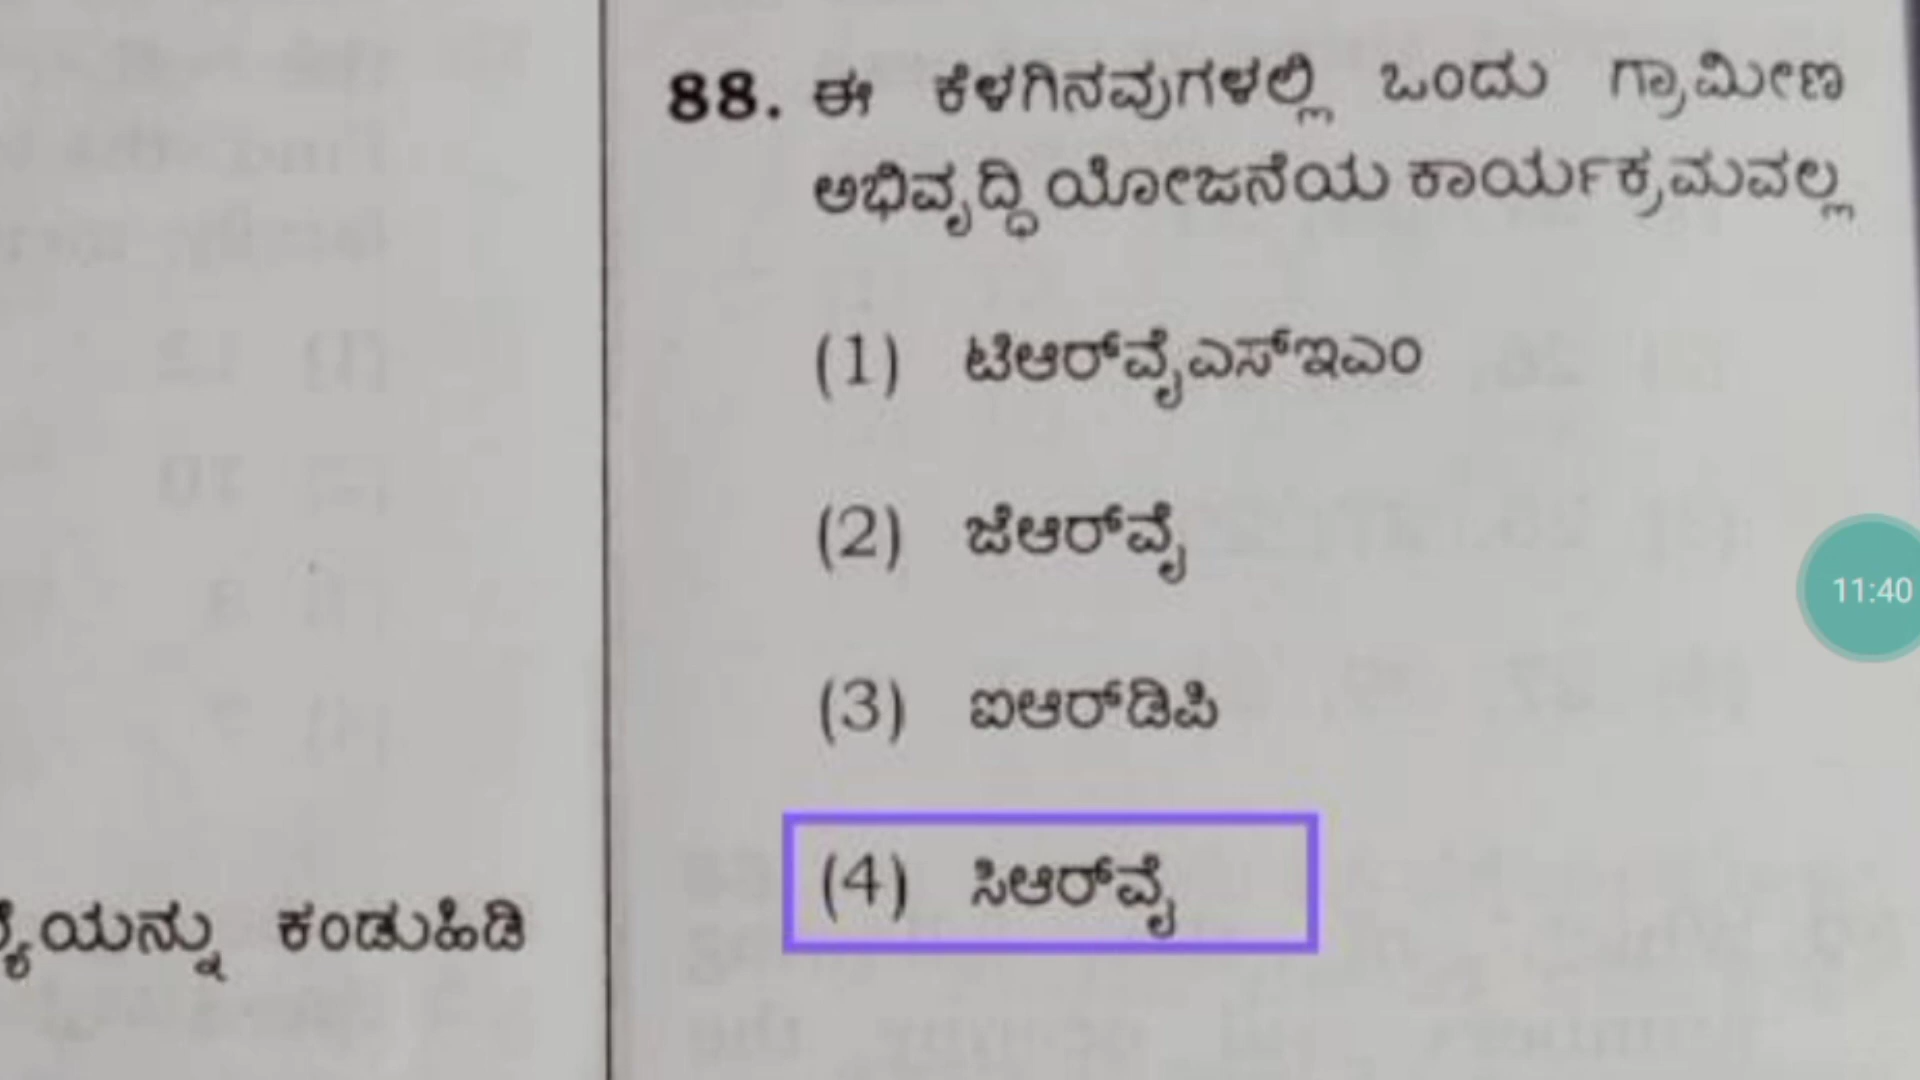 88. ಈ ಕೆಳಗಿನವುಗಳಲ್ಲಿ ಒಂದು ಗ್ರಾಮೀಣ
ಅಭಿವೃದ್ಧಿ ಯೋಜನೆಯ ಕಾರ್ಯಕ್ರಮವಲ್ಲ
(1) ಟಿಆರ್‌ವೈಎಸ್‌ಇಎಂ
(2) ಜೆಆರ್‌ವೈ
(3) ಐಆರ್‌ಡಿಪಿ
(4) ಸಿಆರ್‌ವೈ
ಕಂಡುಹಿಡಿ
11:40